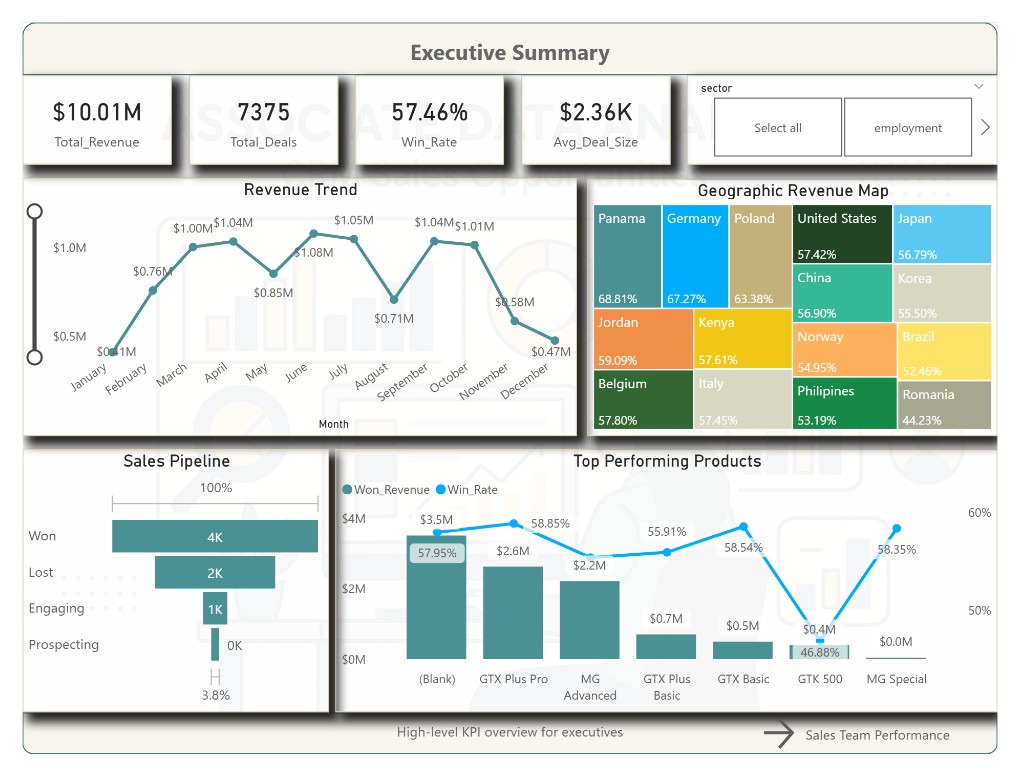 Executive Summary
$10.01M
Total_Revenue
7375
Total_Deals
57.46%
Win_Rate
$2.36K
Avg_Deal_Size
sector
Select all
employment
Revenue Trend
$1.0M
$0.5M
$0.41M
$0.76M
$1.00M
$1.04M
$0.85M
$1.08M
$1.05M
$0.71M
$1.04M
$1.01M
$0.58M
$0.47M
January
February
March
April
May
June
July
August
September
October
November
December
Month
Geographic Revenue Map
Panama
68.81%
Germany
67.27%
Poland
63.38%
United States
57.42%
Japan
56.79%
China
56.90%
Korea
55.50%
Jordan
59.09%
Kenya
57.61%
Norway
54.95%
Brazil
52.46%
Belgium
57.80%
Italy
57.45%
Philipines
53.19%
Romania
44.23%
Sales Pipeline
100%
Won
4K
Lost
2K
Engaging
1K
Prospecting
0K
3.8%
Top Performing Products
Won_Revenue
Win_Rate
$4M
$2M
$0M
60%
50%
$3.5M
57.95%
58.85%
$2.6M
$2.2M
55.91%
$0.7M
58.54%
$0.5M
$0.4M
46.88%
58.35%
$0.0M
(Blank)
GTX Plus Pro
MG
Advanced
GTX Plus
Basic
GTX Basic
GTK 500
MG Special
High-level KPI overview for executives
Sales Team Performance